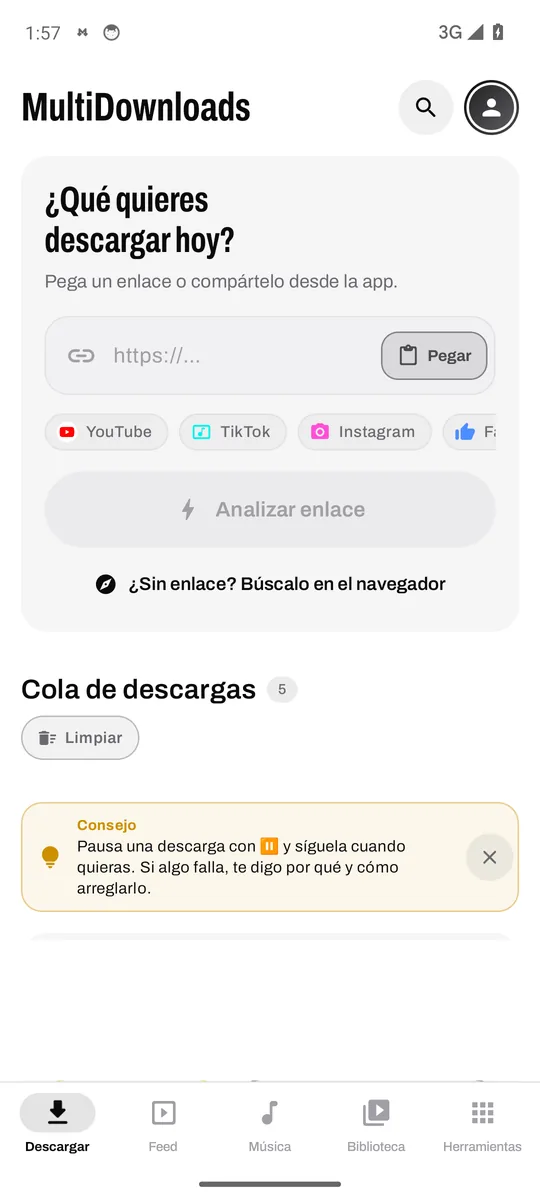 1:57
3G
MultiDownloads
¿Qué quieres
descargar hoy?
Pega un enlace o compártelo desde la app.
https://...
Pegar
YouTube
TikTok
Instagram
Analizar enlace
¿Sin enlace? Búscalo en el navegador
Cola de descargas
5
Limpiar
Consejo
Pausa una descarga con ⏸️ y síguela cuando
quieras. Si algo falla, te digo por qué y cómo
arreglarlo.
Descargar
Feed
Música
Biblioteca
Herramientas